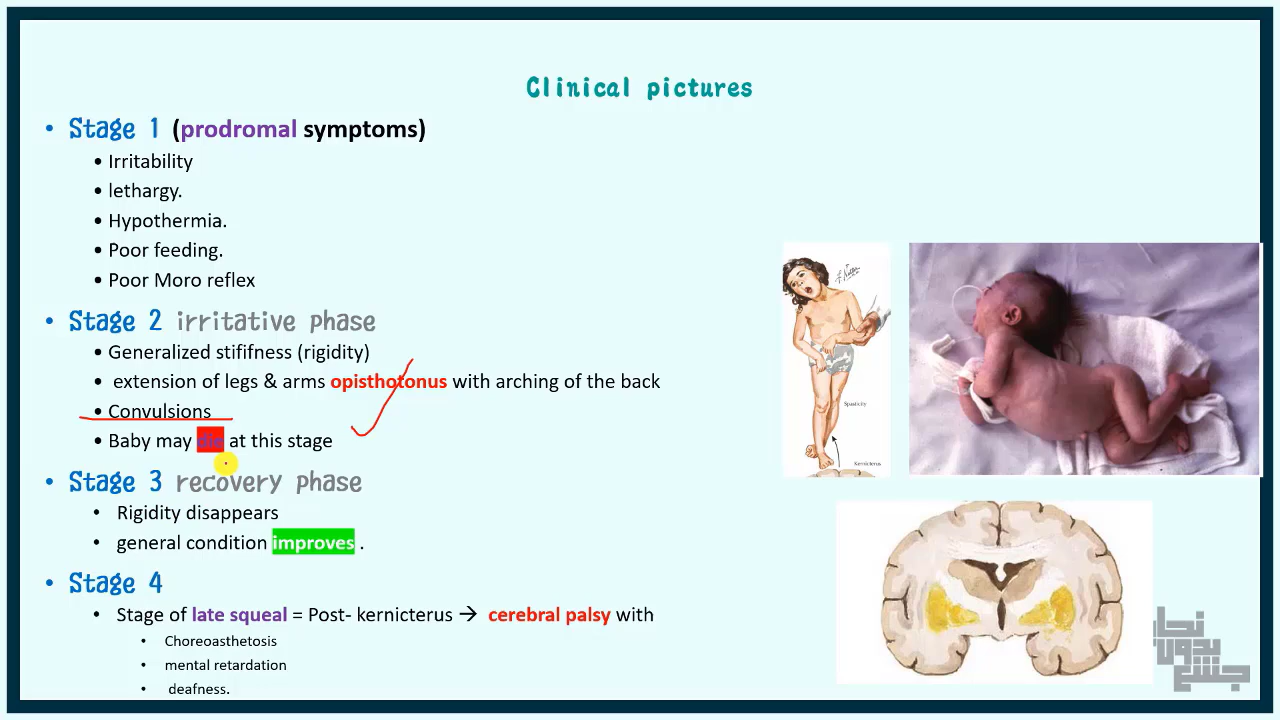 Clinical pictures
• Stage 1 (prodromal symptoms)
• Irritability
• lethargy.
• Hypothermia.
• Poor feeding.
• Poor Moro reflex
• Stage 2 irritative phase
• Generalized stififness (rigidity)
• extension of legs & arms opisthotonus with arching of the back
• Convulsions
• Baby may die at this stage
• Stage 3 recovery phase
• Rigidity disappears
• general condition improves .
• Stage 4
• Stage of late squeal = Post- kernicterus → cerebral palsy with
• Choreoasthetosis
• mental retardation
• deafness.
Spasticity
Kernicterus